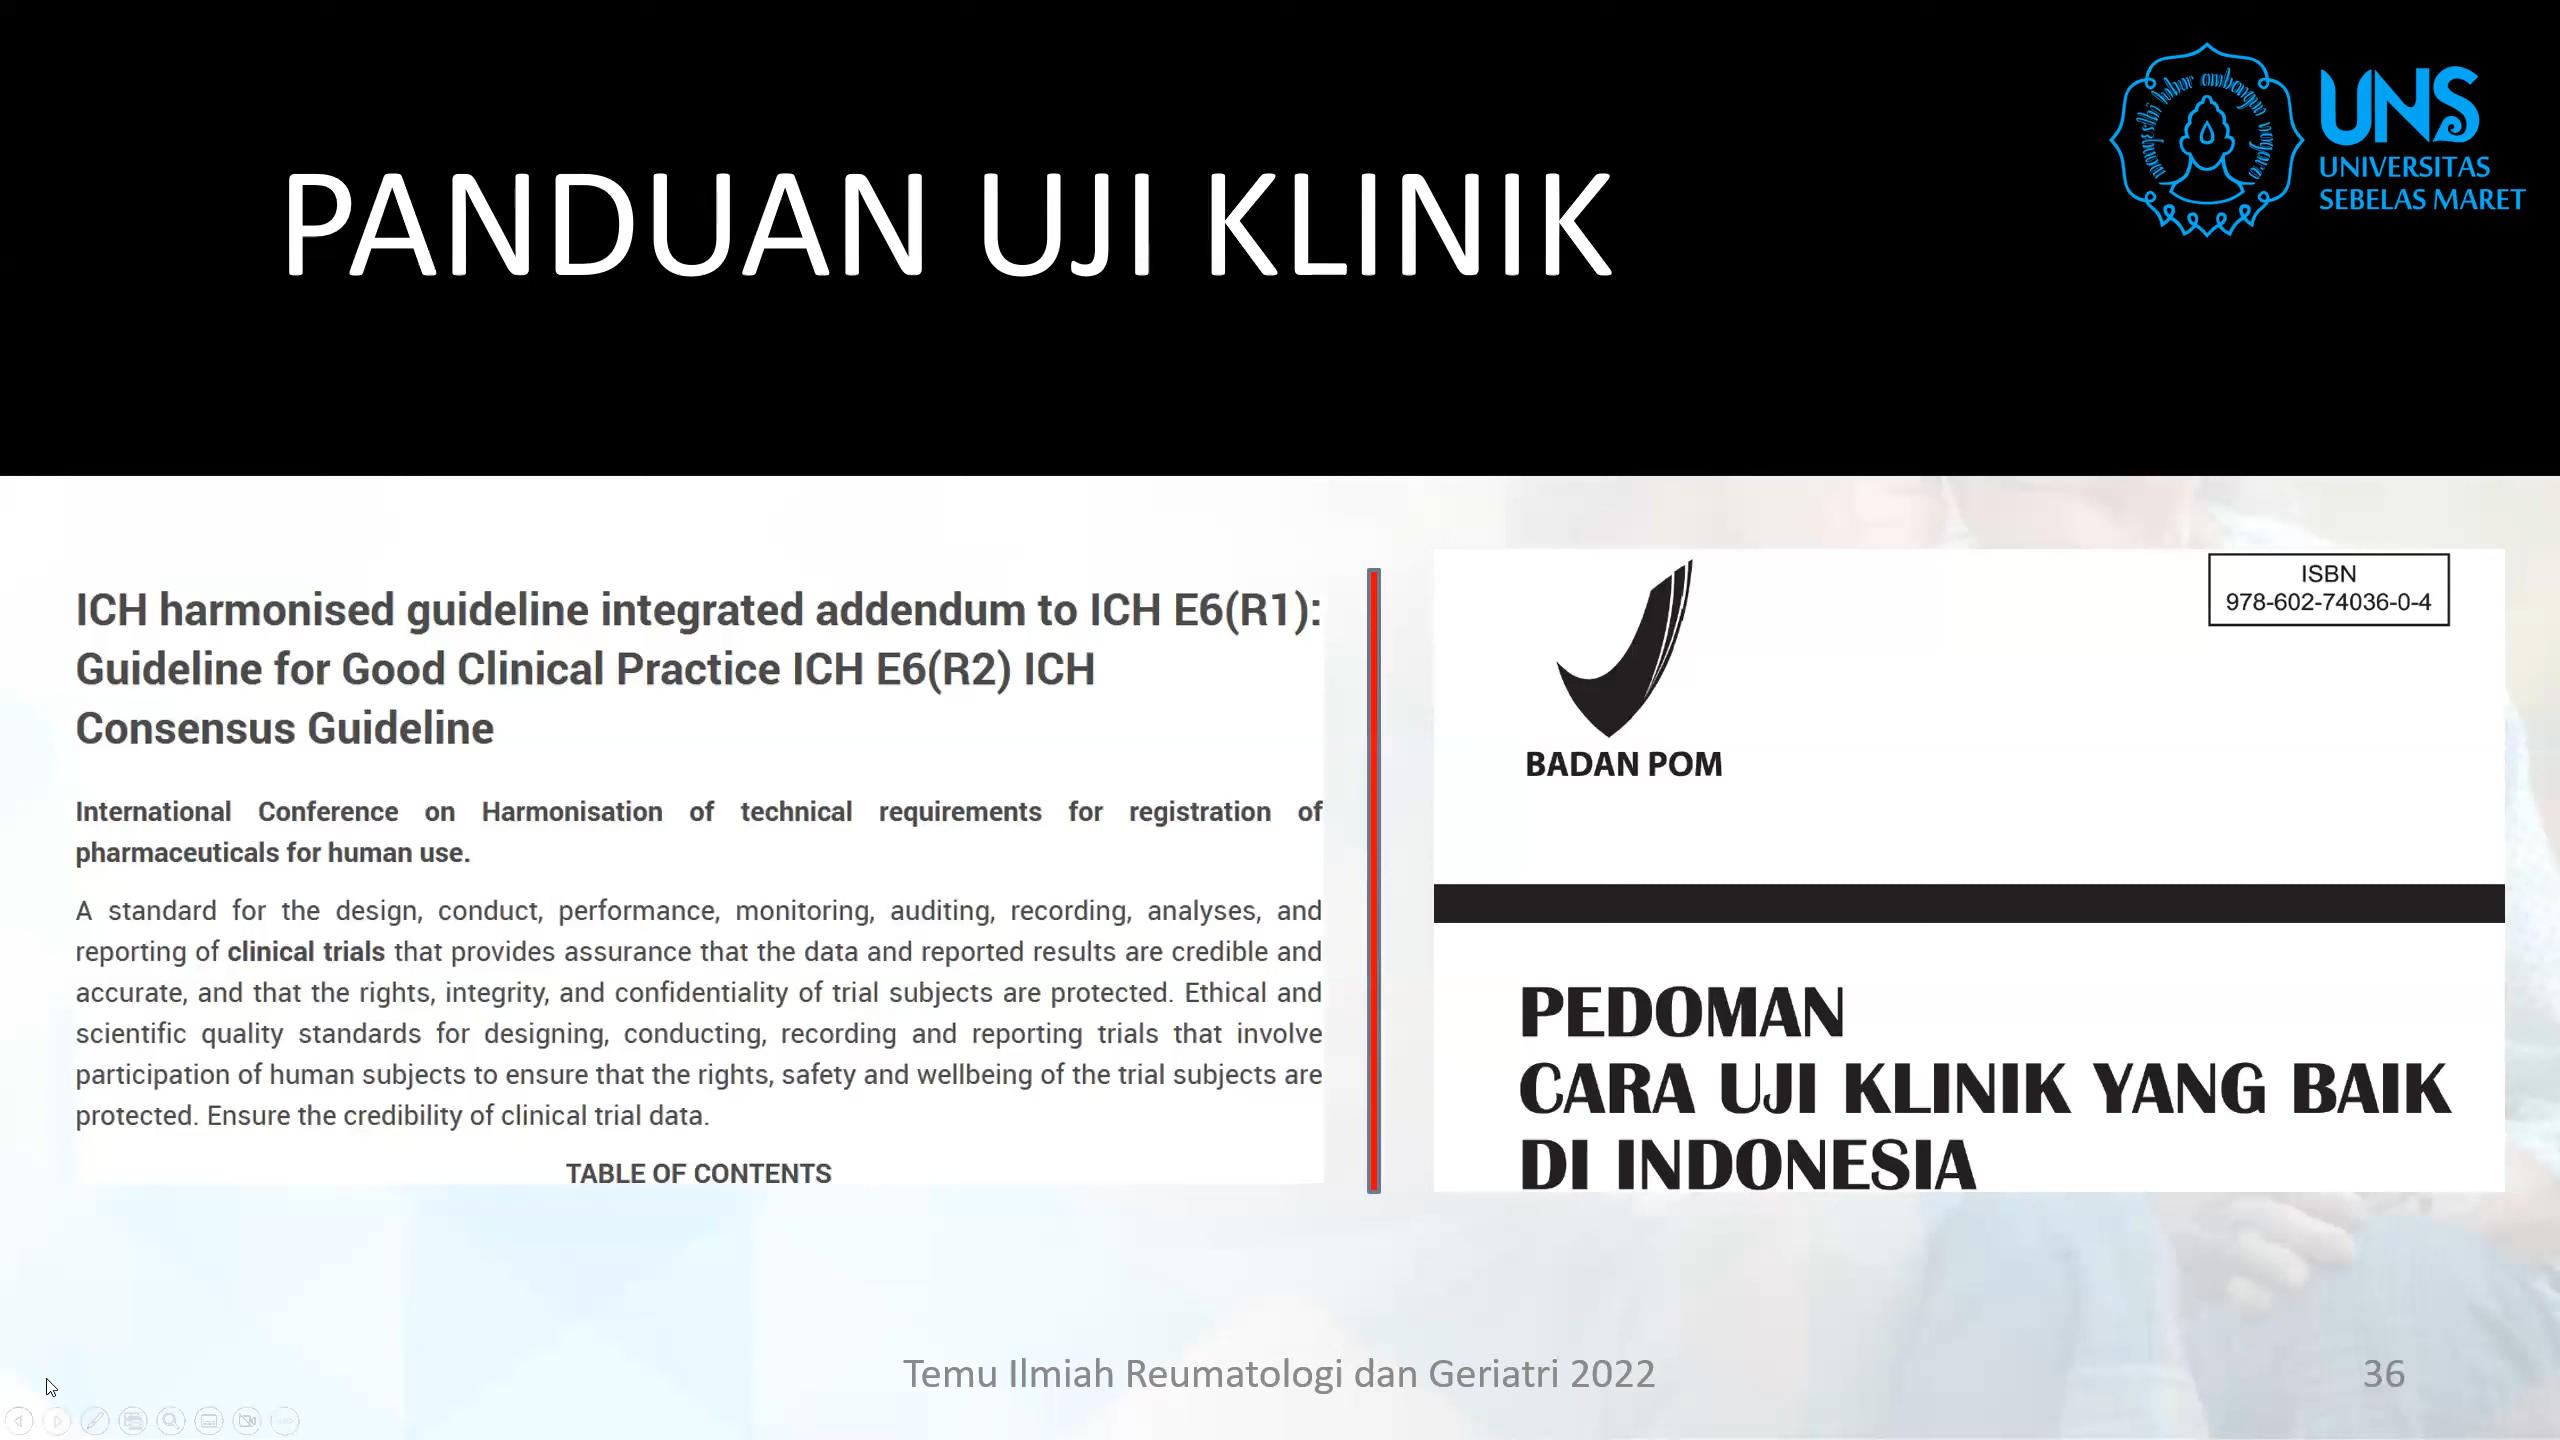 PANDUAN UJI KLINIK
mangesthi luhur ambangun nagara
UNS
UNIVERSITAS
SEBELAS MARET
ICH harmonised guideline integrated addendum to ICH E6(R1):
Guideline for Good Clinical Practice ICH E6(R2) ICH
Consensus Guideline
International Conference on Harmonisation of technical requirements for registration of
pharmaceuticals for human use.
A standard for the design, conduct, performance, monitoring, auditing, recording, analyses, and
reporting of clinical trials that provides assurance that the data and reported results are credible and
accurate, and that the rights, integrity, and confidentiality of trial subjects are protected. Ethical and
scientific quality standards for designing, conducting, recording and reporting trials that involve
participation of human subjects to ensure that the rights, safety and wellbeing of the trial subjects are
protected. Ensure the credibility of clinical trial data.
TABLE OF CONTENTS
ISBN
978-602-74036-0-4
BADAN POM
PEDOMAN
CARA UJI KLINIK YANG BAIK
DI INDONESIA
Temu Ilmiah Reumatologi dan Geriatri 2022
36